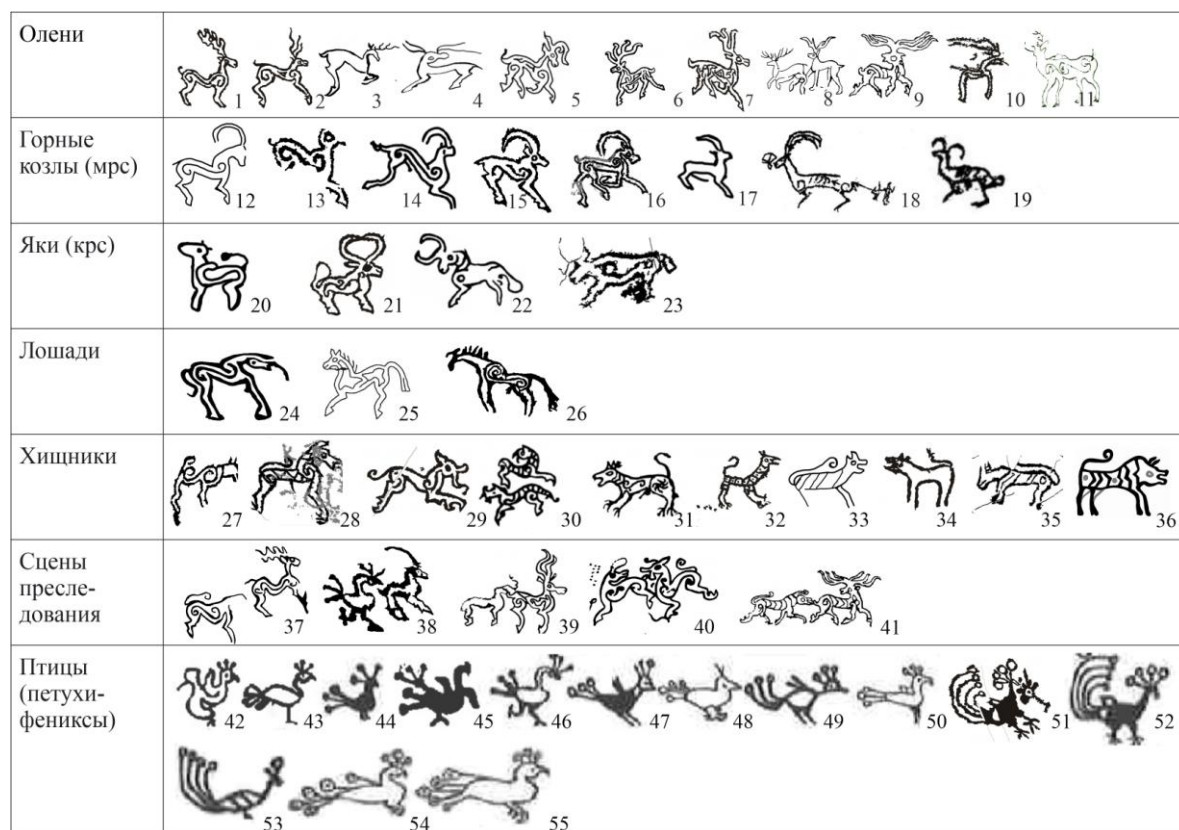 Олени
1 2 3 4 5 6 7 8 9 10 11
Горные
козлы (мрс)
12 13 14 15 16 17 18 19
Яки (крс)
20 21 22 23
Лошади
24 25 26
Хищники
27 28 29 30 31 32 33 34 35 36
Сцены
пресле-
дования
37 38 39 40 41
Птицы
(петухи-
фениксы)
42 43 44 45 46 47 48 49 50 51 52
53 54 55